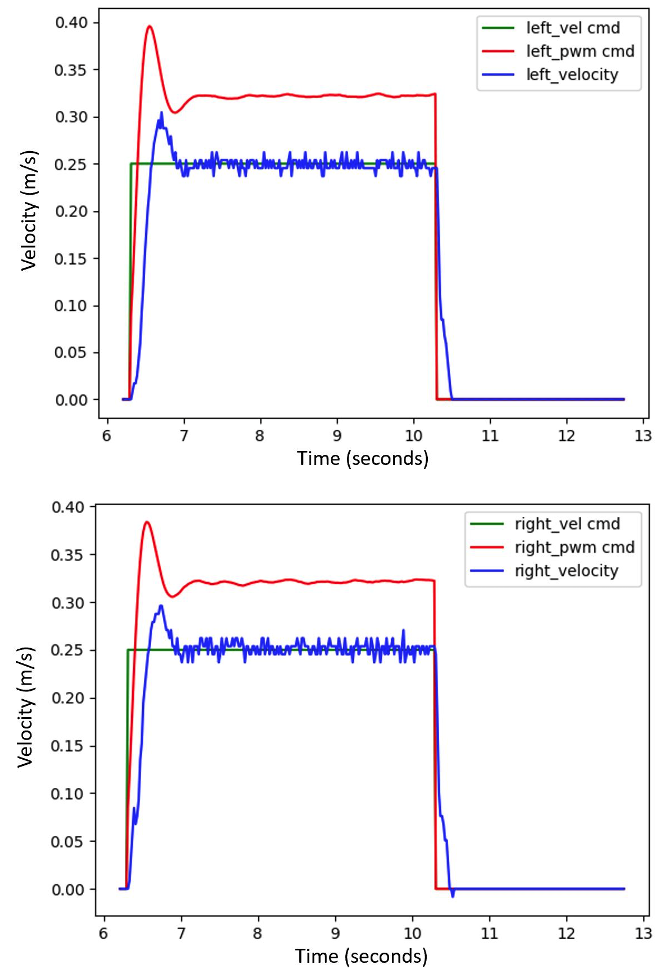 0.40
0.35
0.30
0.25
0.20
0.15
0.10
0.05
0.00
Velocity (m/s)
left_vel cmd
left_pwm cmd
left_velocity
6 7 8 9 10 11 12 13
Time (seconds)
0.40
0.35
0.30
0.25
0.20
0.15
0.10
0.05
0.00
Velocity (m/s)
right_vel cmd
right_pwm cmd
right_velocity
6 7 8 9 10 11 12 13
Time (seconds)